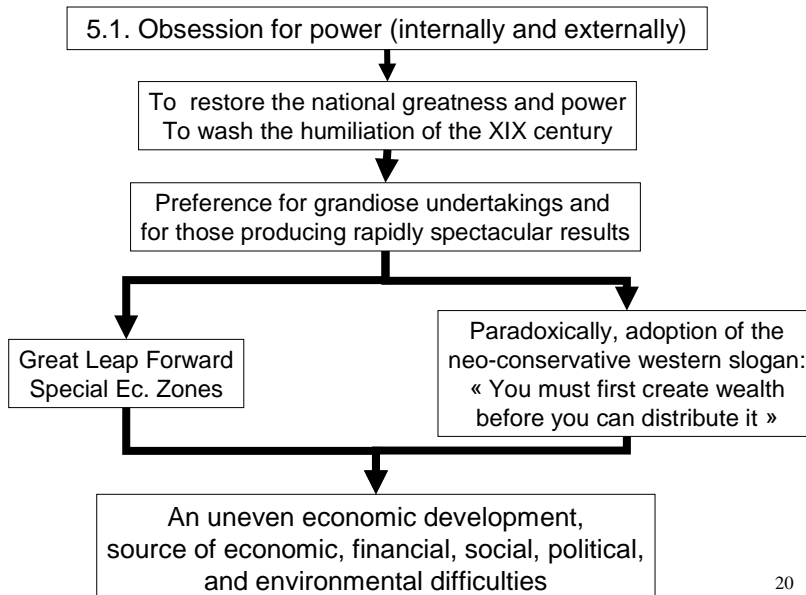 5.1. Obsession for power (internally and externally)
To restore the national greatness and power
To wash the humiliation of the XIX century
Preference for grandiose undertakings and
for those producing rapidly spectacular results
Great Leap Forward
Special Ec. Zones
Paradoxically, adoption of the
neo-conservative western slogan:
« You must first create wealth
before you can distribute it »
An uneven economic development,
source of economic, financial, social, political,
and environmental difficulties
20